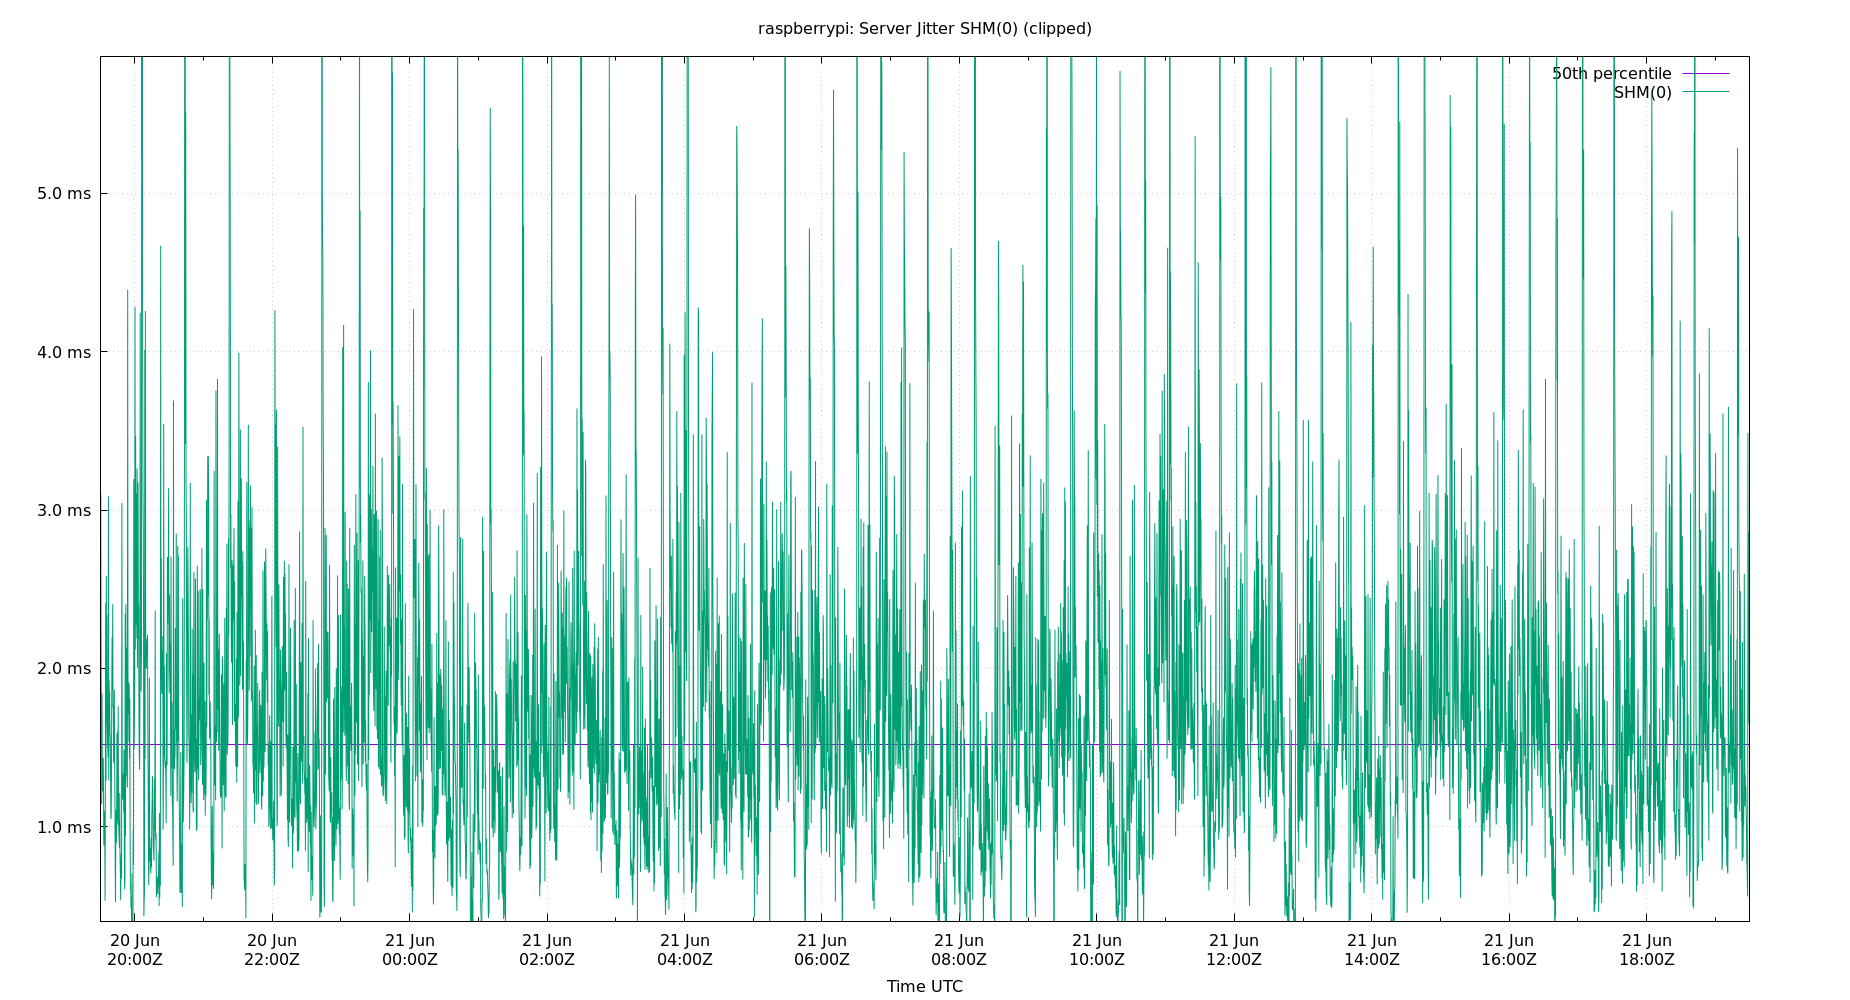 raspberrypi: Server Jitter SHM(0) (clipped)
50th percentile
SHM(0)
5.0 ms
4.0 ms
3.0 ms
2.0 ms
1.0 ms
20 Jun 20 Jun 21 Jun 21 Jun 21 Jun 21 Jun 21 Jun 21 Jun 21 Jun 21 Jun 21 Jun 21 Jun
20:00Z 22:00Z 00:00Z 02:00Z 04:00Z 06:00Z 08:00Z 10:00Z 12:00Z 14:00Z 16:00Z 18:00Z
Time UTC